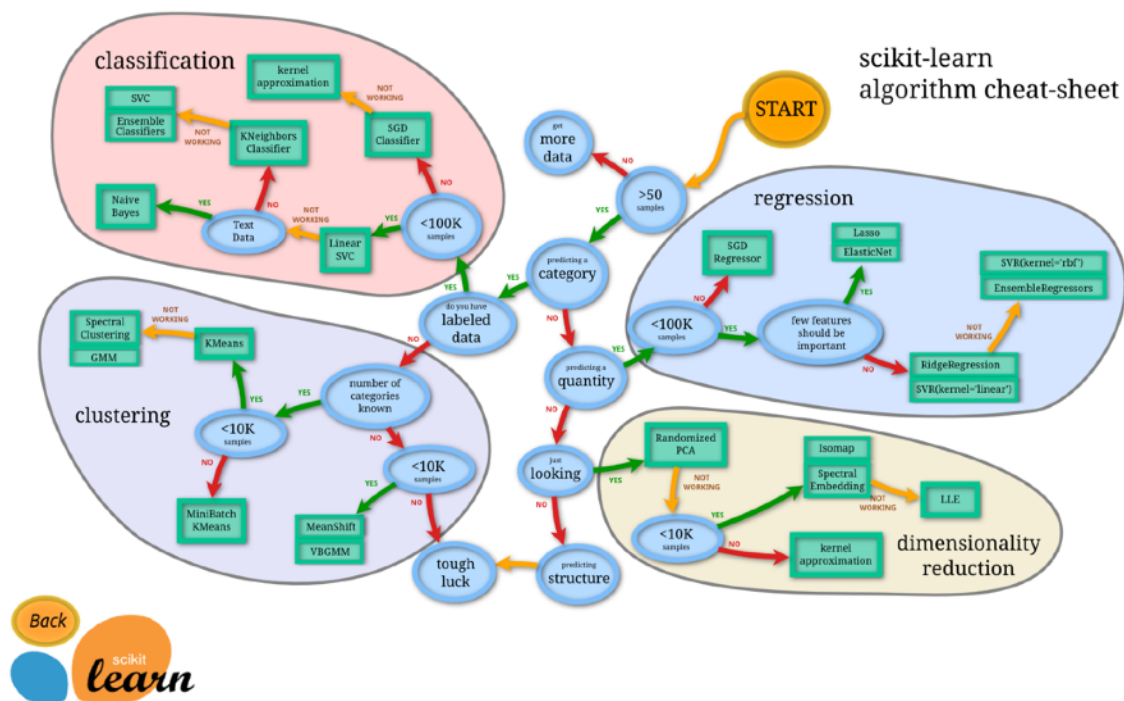 scikit-learn
algorithm cheat-sheet
START
classification
kernel
approximation
NOT
WORKING
SVC
Ensemble
Classifiers
NOT
WORKING
KNeighbors
Classifier
SGD
Classifier
NO
Naive
Bayes
YES
NO
Text
Data
NOT
WORKING
Linear
SVC
YES
<100K
samples
get
more
data
NO
>50
samples
YES
predicting a
category
YES
NO
YES
do you have
labeled
data
NO
predicting a
quantity
YES
NO
just
looking
YES
NO
predicting
structure
tough
luck
regression
SGD
Regressor
NO
<100K
samples
YES
Lasso
ElasticNet
YES
few features
should be
important
NO
SVR(kernel='rbf')
EnsembleRegressors
NOT
WORKING
RidgeRegression
SVR(kernel='linear')
clustering
Spectral
Clustering
GMM
NOT
WORKING
KMeans
YES
<10K
samples
YES
number of
categories
known
NO
NO
MiniBatch
KMeans
<10K
samples
YES
NO
MeanShift
VBGMM
Randomized
PCA
NOT
WORKING
<10K
samples
YES
NO
Isomap
Spectral
Embedding
NOT
WORKING
LLE
kernel
approximation
dimensionality
reduction
Back
scikit
learn